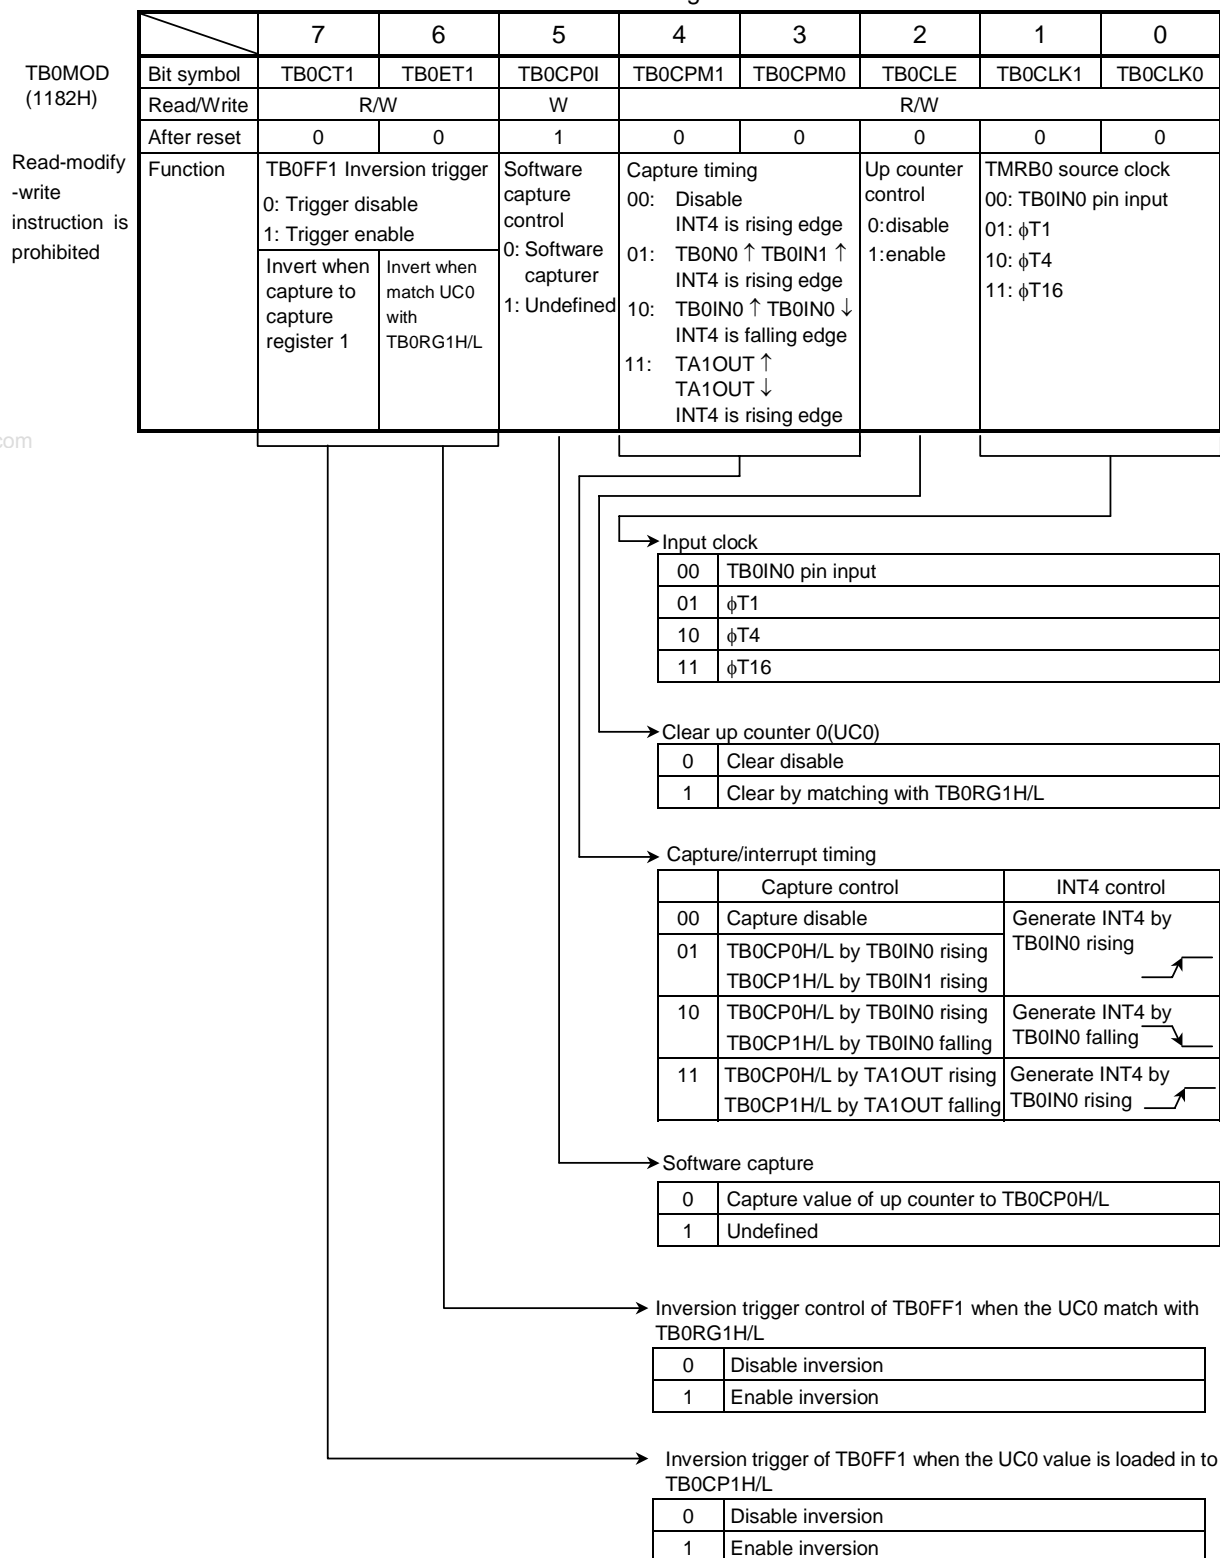 7 6 5 4 3 2 1 0
TB0MOD
(1182H)
Bit symbol TB0CT1 TB0ET1 TB0CP0I TB0CPM1 TB0CPM0 TB0CLE TB0CLK1 TB0CLK0
Read/Write R/W W R/W
After reset 0 0 1 0 0 0 0 0
Read-modify
-write
instruction is
prohibited
Function
TB0FF1 Inversion trigger
0: Trigger disable
1: Trigger enable
Invert when
capture to
capture
register 1
Invert when
match UC0
with
TB0RG1H/L
Software
capture
control
0: Software
capturer
1: Undefined
Capture timing
00: Disable
INT4 is rising edge
01: TB0N0 ↑ TB0IN1 ↑
INT4 is rising edge
10: TB0IN0 ↑ TB0IN0 ↓
INT4 is falling edge
11: TA1OUT ↑
TA1OUT ↓
INT4 is rising edge
Up counter
control
0:disable
1:enable
TMRB0 source clock
00: TB0IN0 pin input
01: ϕT1
10: ϕT4
11: ϕT16
com
Input clock
00 TB0IN0 pin input
01 ϕT1
10 ϕT4
11 ϕT16
Clear up counter 0(UC0)
0 Clear disable
1 Clear by matching with TB0RG1H/L
Capture/interrupt timing
Capture control INT4 control
00 Capture disable
01 TB0CP0H/L by TB0IN0 rising
TB0CP1H/L by TB0IN1 rising
Generate INT4 by
TB0IN0 rising
10 TB0CP0H/L by TB0IN0 rising
TB0CP1H/L by TB0IN0 falling
Generate INT4 by
TB0IN0 falling
11 TB0CP0H/L by TA1OUT rising
TB0CP1H/L by TA1OUT falling
Generate INT4 by
TB0IN0 rising
Software capture
0 Capture value of up counter to TB0CP0H/L
1 Undefined
Inversion trigger control of TB0FF1 when the UC0 match with
TB0RG1H/L
0 Disable inversion
1 Enable inversion
Inversion trigger of TB0FF1 when the UC0 value is loaded in to
TB0CP1H/L
0 Disable inversion
1 Enable inversion